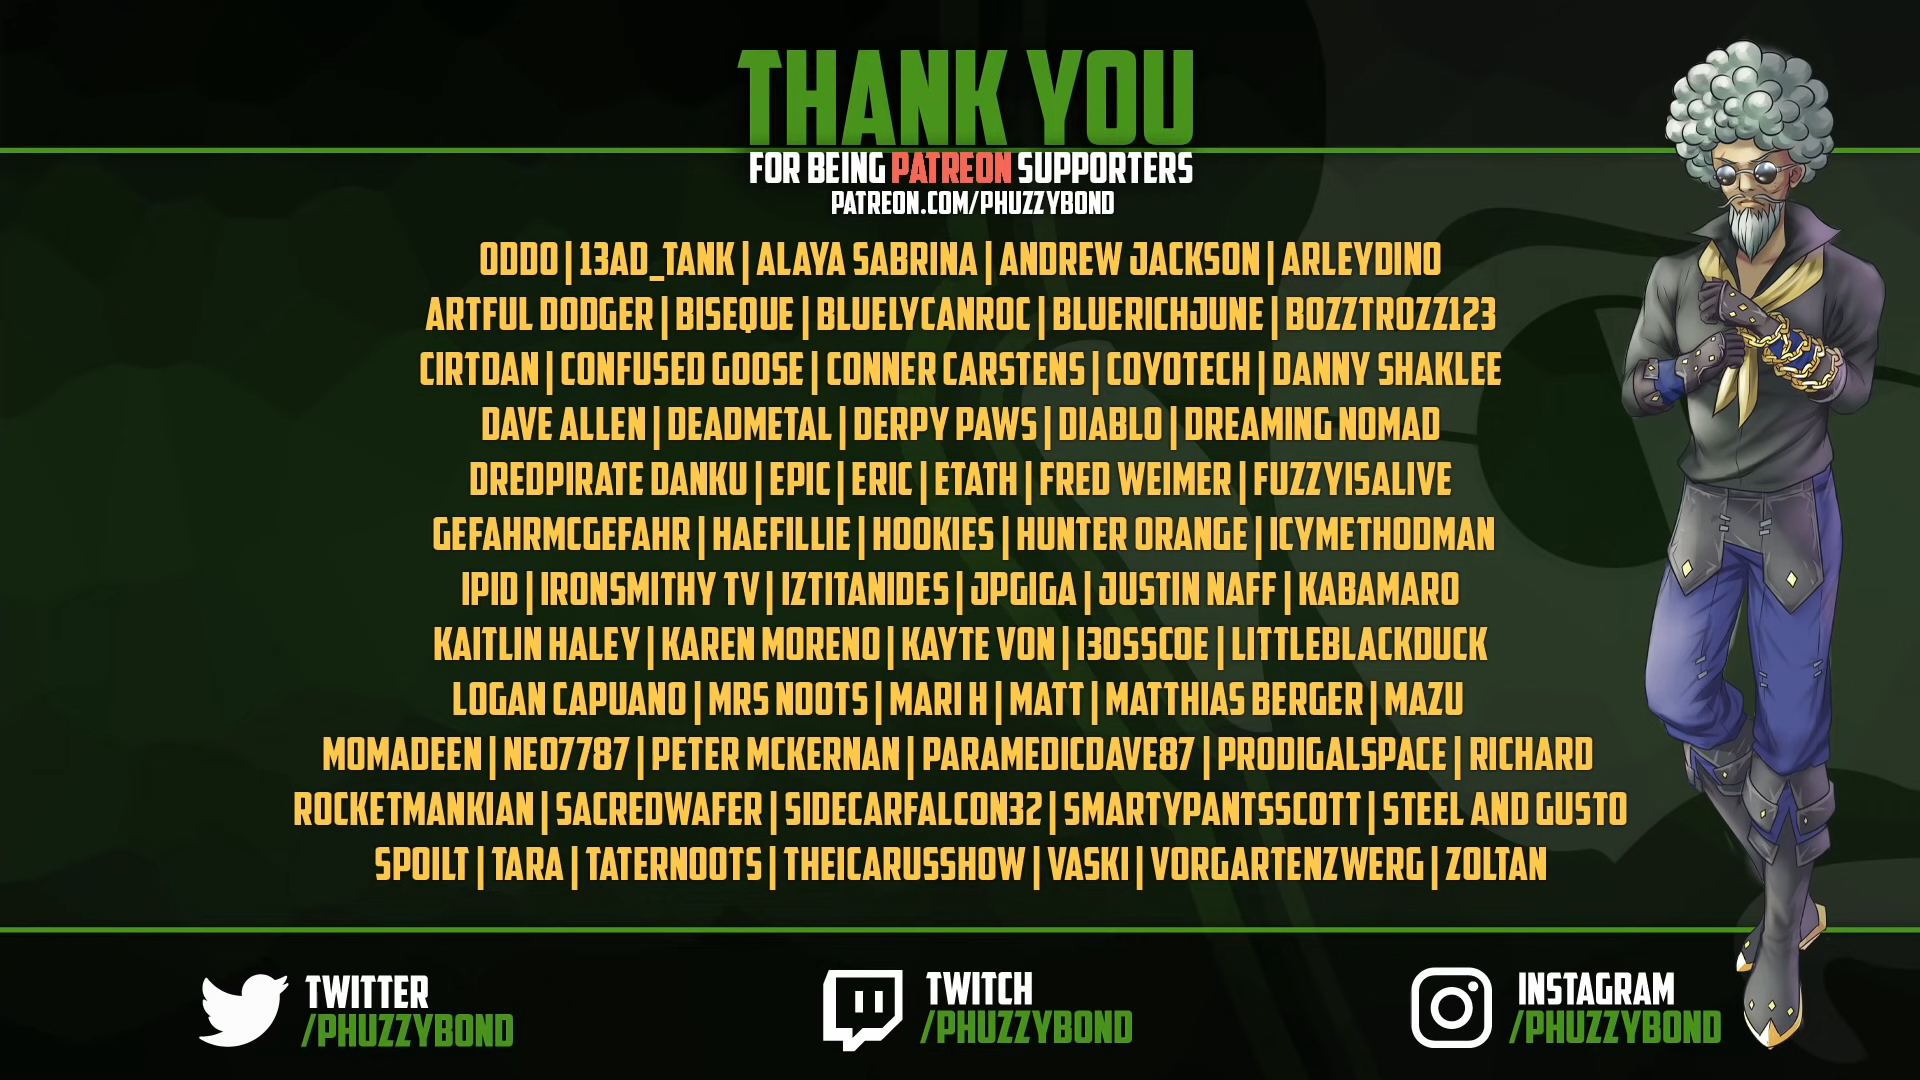 THANK YOU
FOR BEING PATREON SUPPORTERS
PATREON.COM/PHUZZYBOND
ODDO | 13AD_TANK | ALAYA SABRINA | ANDREW JACKSON | ARLEYDINO
ARTFUL DODGER | BISEQUE | BLUELYCANROC | BLUERICHJUNE | BOZZTROZZ123
CIRTDAN | CONFUSED GOOSE | CONNER CARSTENS | COYOTECH | DANNY SHAKLEE
DAVE ALLEN | DEADMETAL | DERPY PAWS | DIABLO | DREAMING NOMAD
DREDPIRATE DANKU | EPIC | ERIC | ETATH | FRED WEIMER | FUZZYISALIVE
GEFAHRMCGEFAHR | HAEFILLIE | HOOKIES | HUNTER ORANGE | ICYMETHODMAN
IPID | IRONSMITHY TV | IZTITANIDES | JPGIGA | JUSTIN NAFF | KABAMARO
KAITLIN HALEY | KAREN MORENO | KAYTE VON | I30SSCOE | LITTLEBLACKDUCK
LOGAN CAPUANO | MRS NOOTS | MARI H | MATT | MATTHIAS BERGER | MAZU
MOMADEEN | NEO7787 | PETER MCKERNAN | PARAMEDICDAVE87 | PRODIGALSPACE | RICHARD
ROCKETMANKIAN | SACREDWAFER | SIDECARFALCON32 | SMARTYPANTSSCOTT | STEEL AND GUSTO
SPOILT | TARA | TATERNOOTS | THEICARUSSHOW | VASKI | VORGARTENZWERG | ZOLTAN
TWITTER
/PHUZZYBOND
TWITCH
/PHUZZYBOND
INSTAGRAM
/PHUZZYBOND